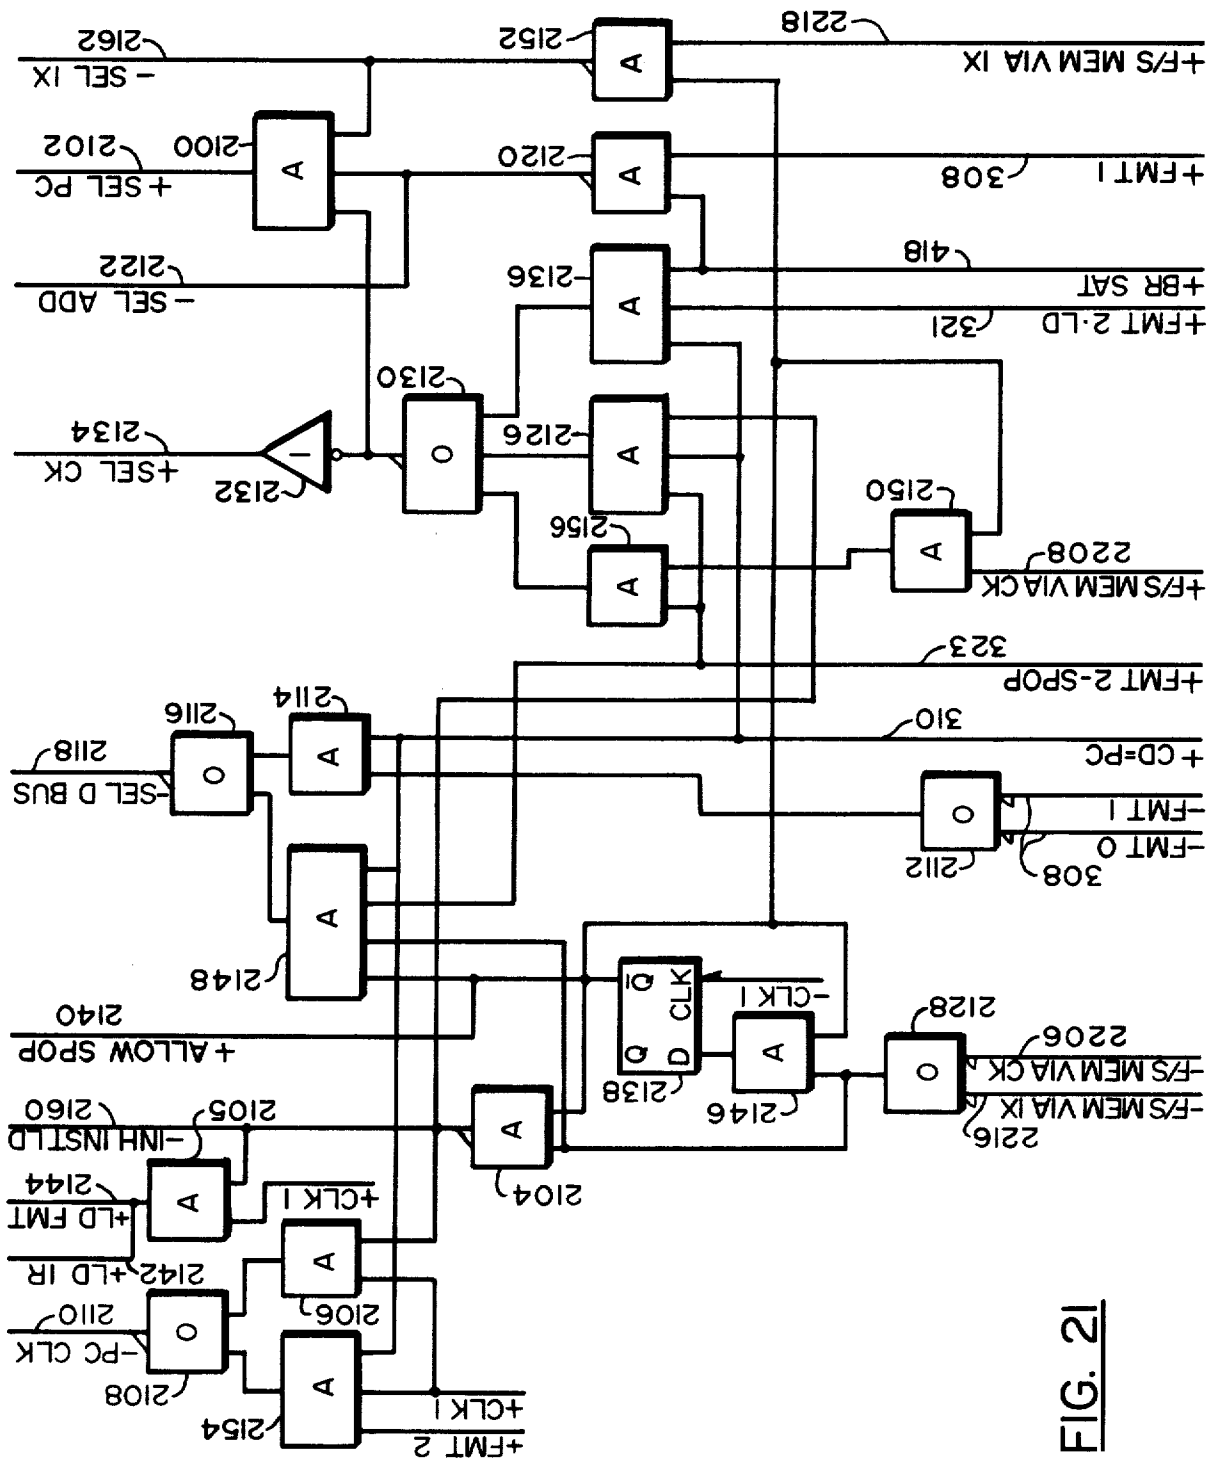 FIG. 21
+FMT 2
+CLK 1
2154
A
2108
O
-PC CLK
2110
2106
A
+LD IR
2142
+CLK 1
A
2105
+LD FMT
2144
2104
A
-INH INST LD
2160
-F/S MEM VIA IX
2216
-F/S MEM VIA CK
2206
O
2128
2146
A
2138
D
Q
CLK
Q̅
-CLK 1
+ALLOW SPOP
2140
2148
A
-FMT 0
-FMT 1
308
2112
O
+CD=PC
310
A
2114
O
2116
-SEL D BUS
2118
+FMT 2-SPOP
323
+F/S MEM VIA CK
2208
A
2150
A
2156
A
2126
O
2130
I
2132
+SEL CK
2134
+FMT 2·LD
321
+BR SAT
418
A
2136
-SEL ADD
2122
+FMT 1
308
A
2120
A
2100
+SEL PC
2102
+F/S MEM VIA IX
2218
A
2152
-SEL IX
2162